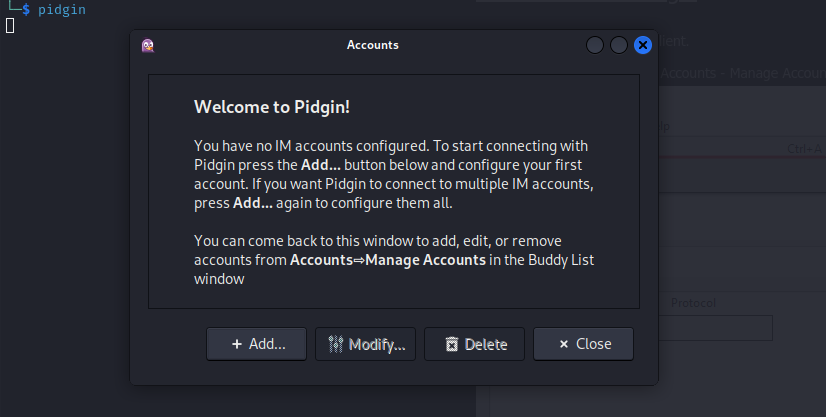 └─$ pidgin
Accounts
ient.
Accounts - Manage Accoun
lp
Ctrl+A
Welcome to Pidgin!
You have no IM accounts configured. To start connecting with
Pidgin press the Add... button below and configure your first
account. If you want Pidgin to connect to multiple IM accounts,
press Add... again to configure them all.
You can come back to this window to add, edit, or remove
accounts from Accounts⇨Manage Accounts in the Buddy List
window
Protocol
+ Add... Modify... Delete × Close